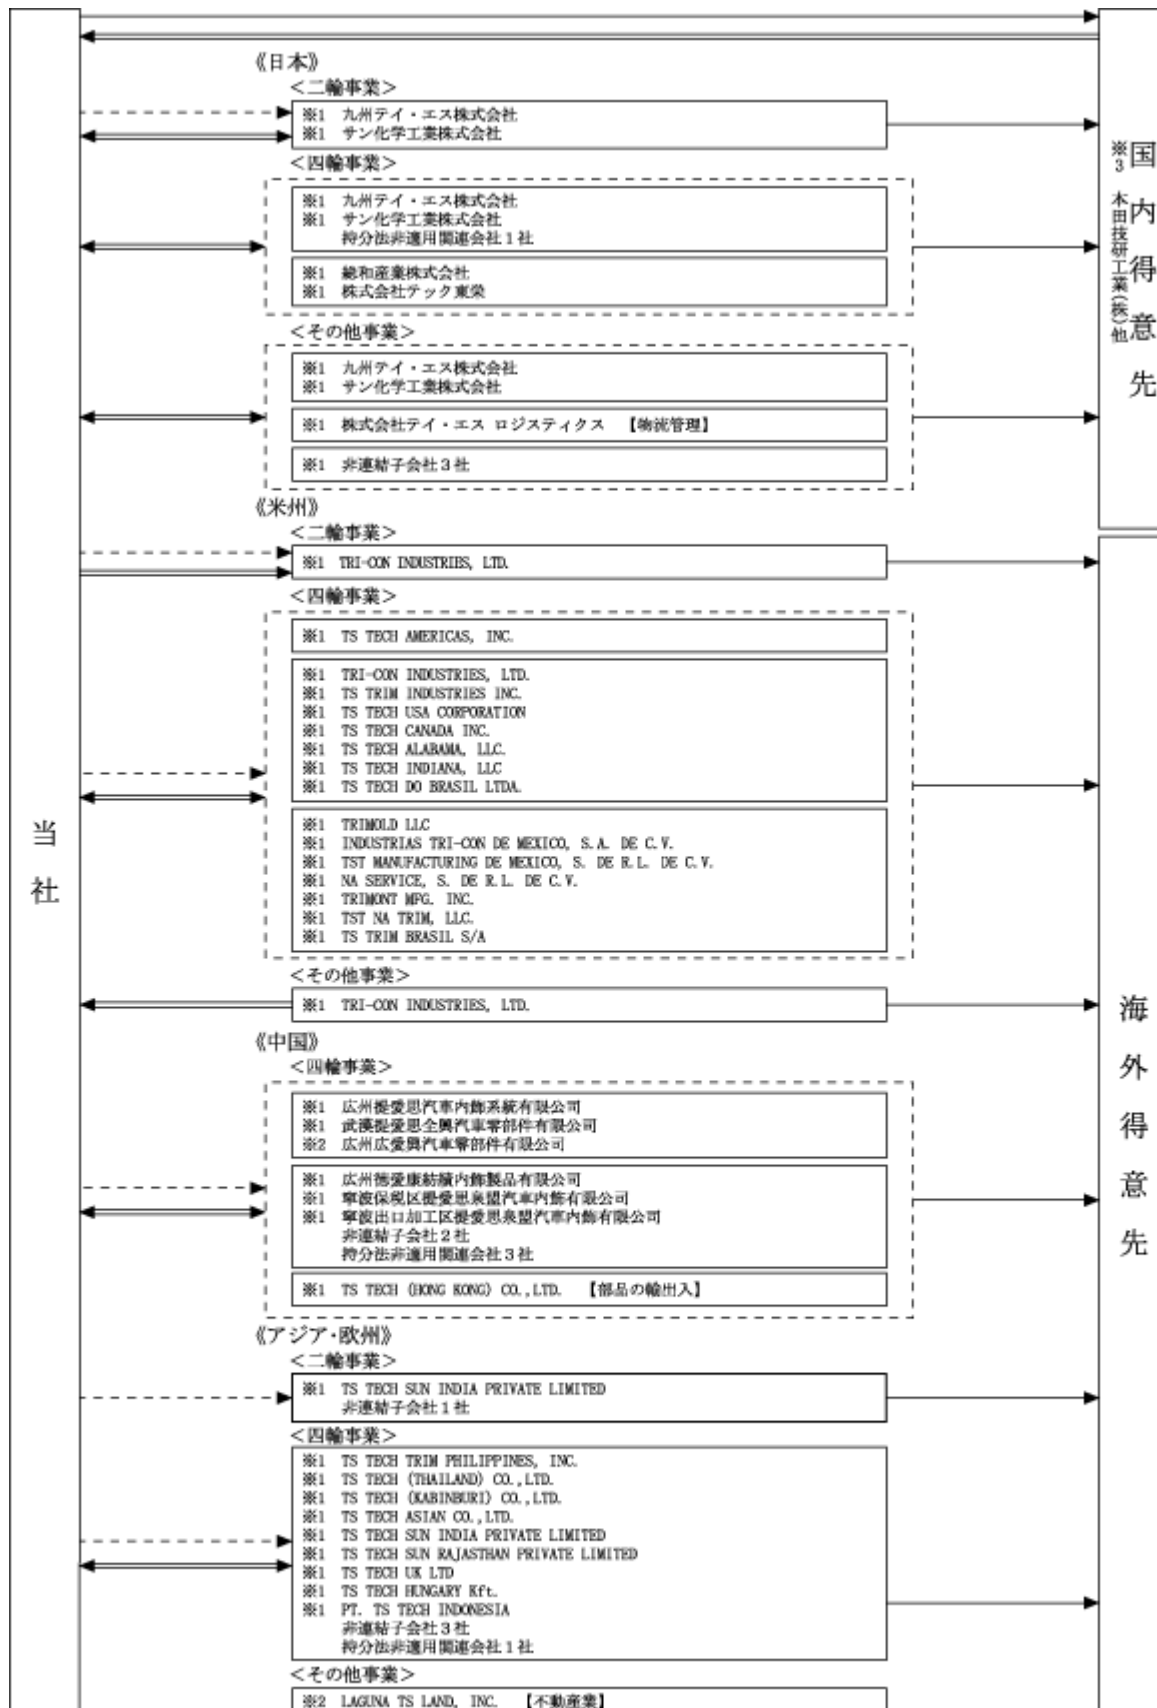 《日本》
＜二輪事業＞
※1 九州テイ・エス株式会社
※1 サン化学工業株式会社
＜四輪事業＞
※1 九州テイ・エス株式会社
※1 サン化学工業株式会社
持分法非適用関連会社１社
※1 総和産業株式会社
※1 株式会社テック東栄
＜その他事業＞
※1 九州テイ・エス株式会社
※1 サン化学工業株式会社
※1 株式会社テイ・エス ロジスティクス 【物流管理】
※1 非連結子会社３社
国内得意先
※3 本田技研工業(株)他
《米州》
＜二輪事業＞
※1 TRI-CON INDUSTRIES, LTD.
＜四輪事業＞
※1 TS TECH AMERICAS, INC.
※1 TRI-CON INDUSTRIES, LTD.
※1 TS TRIM INDUSTRIES INC.
※1 TS TECH USA CORPORATION
※1 TS TECH CANADA INC.
※1 TS TECH ALABAMA, LLC.
※1 TS TECH INDIANA, LLC
※1 TS TECH DO BRASIL LTDA.
※1 TRIMOLD LLC
※1 INDUSTRIAS TRI-CON DE MEXICO, S.A. DE C.V.
※1 TST MANUFACTURING DE MEXICO, S. DE R.L. DE C.V.
※1 NA SERVICE, S. DE R.L. DE C.V.
※1 TRIMONT MFG. INC.
※1 TST NA TRIM, LLC.
※1 TS TRIM BRASIL S/A
＜その他事業＞
※1 TRI-CON INDUSTRIES, LTD.
当社
海外得意先
《中国》
＜四輪事業＞
※1 広州提愛思汽車内飾系統有限公司
※1 武漢提愛思全興汽車零部件有限公司
※2 広州広愛興汽車零部件有限公司
※1 広州徳愛康紡績内飾製品有限公司
※1 寧波保税区提愛思泉盟汽車内飾有限公司
※1 寧波出口加工区提愛思泉盟汽車内飾有限公司
非連結子会社２社
持分法非適用関連会社３社
※1 TS TECH (HONG KONG) CO.,LTD. 【部品の輸出入】
《アジア・欧州》
＜二輪事業＞
※1 TS TECH SUN INDIA PRIVATE LIMITED
非連結子会社１社
＜四輪事業＞
※1 TS TECH TRIM PHILIPPINES, INC.
※1 TS TECH (THAILAND) CO.,LTD.
※1 TS TECH (KABINBURI) CO.,LTD.
※1 TS TECH ASIAN CO.,LTD.
※1 TS TECH SUN INDIA PRIVATE LIMITED
※1 TS TECH SUN RAJASTHAN PRIVATE LIMITED
※1 TS TECH UK LTD
※1 TS TECH HUNGARY Kft.
※1 PT. TS TECH INDONESIA
非連結子会社３社
持分法非適用関連会社１社
＜その他事業＞
※2 LAGUNA TS LAND, INC. 【不動産業】